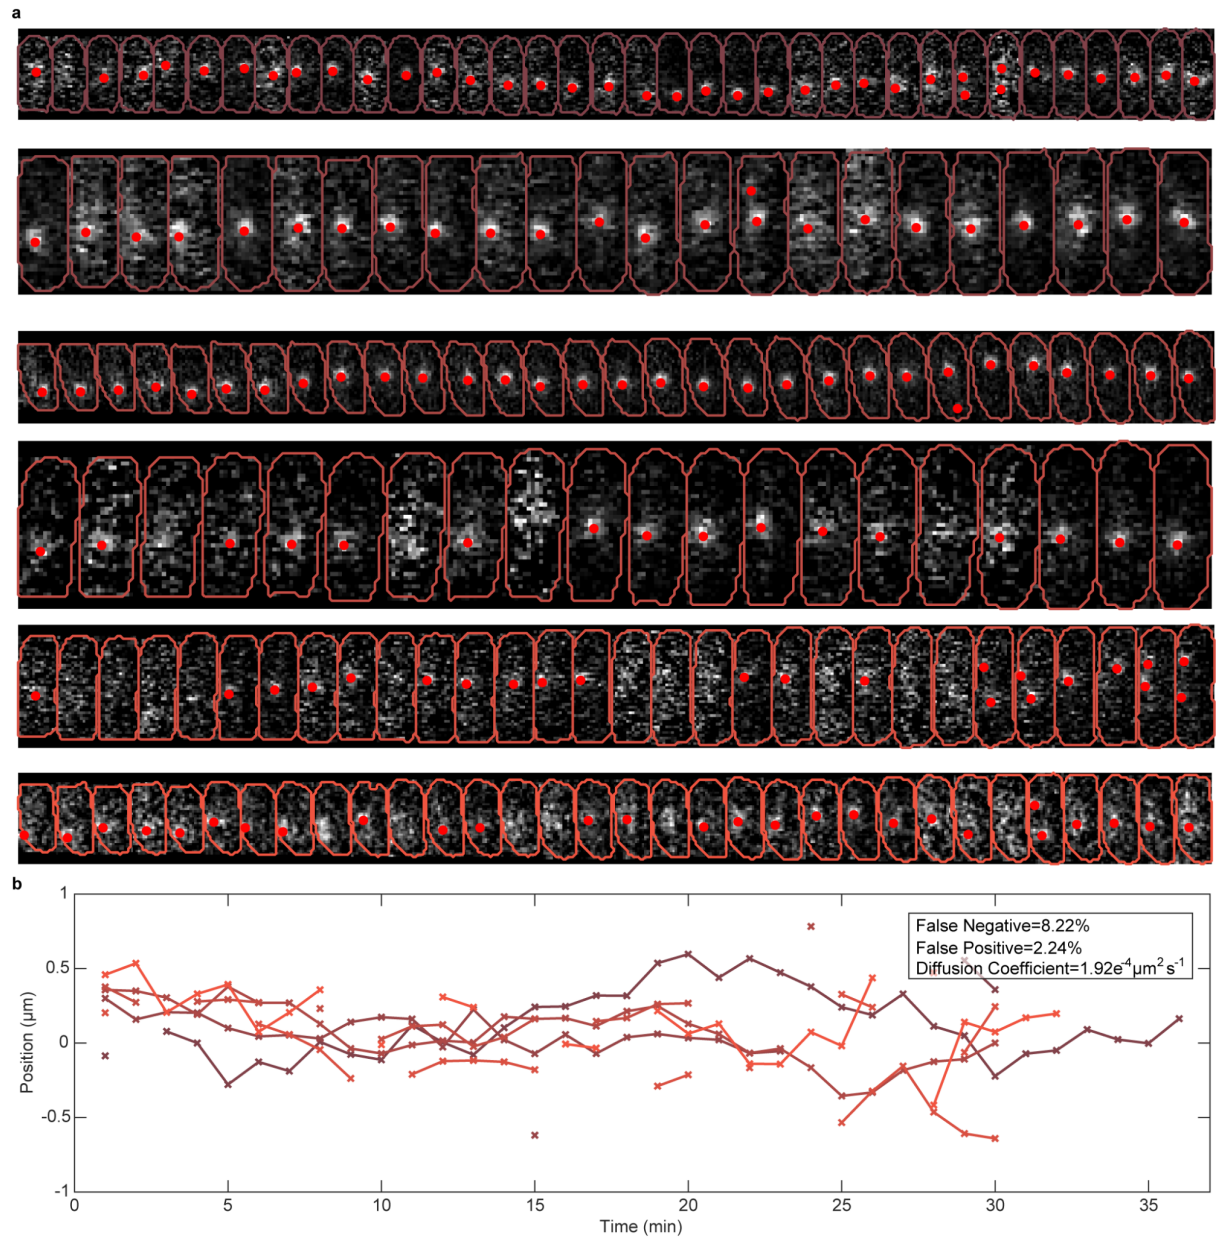 a
b
1
0.5
0
-0.5
-1
Position (μm)
False Negative=8.22%
False Positive=2.24%
Diffusion Coefficient=1.92e⁻⁴μm² s⁻¹
0 5 10 15 20 25 30 35
Time (min)